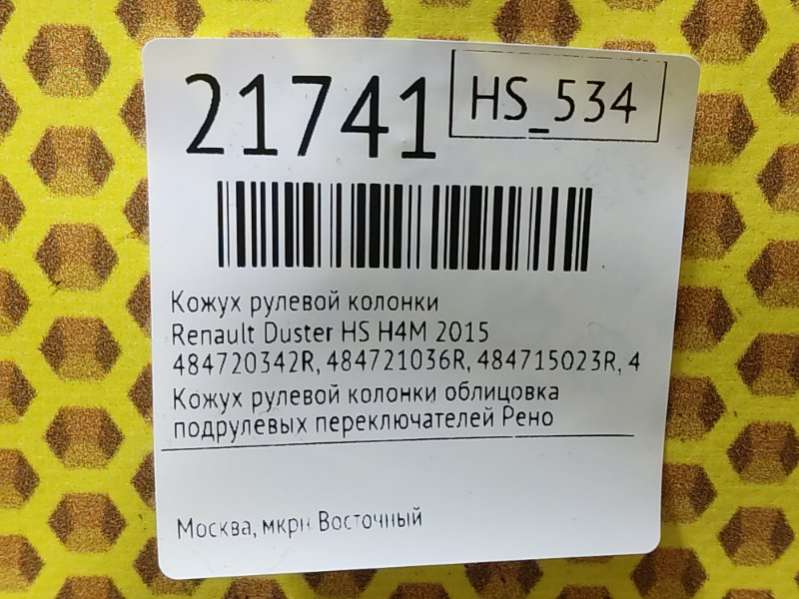 21741
HS_534
Кожух рулевой колонки
Renault Duster HS H4M 2015
484720342R, 484721036R, 484715023R, 4
Кожух рулевой колонки облицовка
подрулевых переключателей Рено
Москва, мкрн Восточный